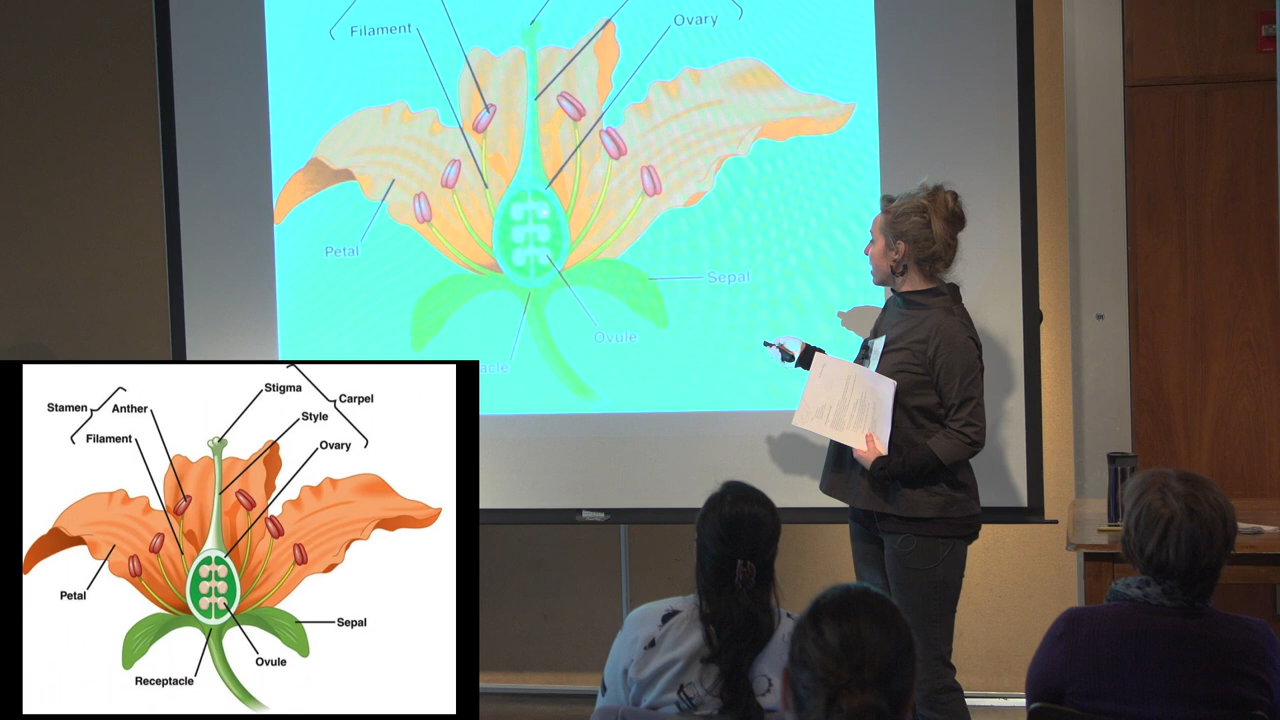 Filament
Ovary
Petal
Sepal
Ovule
acle
Stigma
Carpel
Stamen
Anther
Style
Filament
Ovary
Petal
Sepal
Ovule
Receptacle